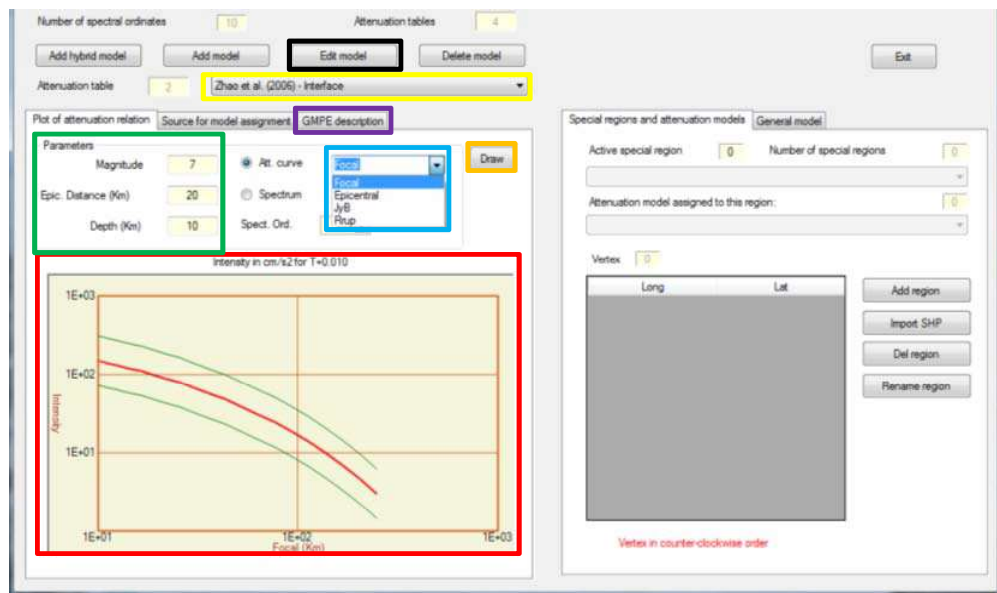 Number of spectral ordinates 10 Attenuation tables 4
Add hybrid model Add model Edit model Delete model Exit
Attenuation table 2 Zhao et al. (2006) - Interface
Plot of attenuation relation Source for model assignment GMPE description
Parameters
Magnitude 7 Att. curve Focal Draw
Epic. Distance (Km) 20 Spectrum
Depth (Km) 10 Spect. Ord.
Focal
Epicentral
JyB
Rrup
Intensity in cm/s2 for T+0.010
1E+03
1E+02
1E+01
Intensity
1E+01 1E+02 1E+03
Focal (Km)
Special regions and attenuation models General model
Active special region 0 Number of special regions 0
Attenuation model assigned to this region: 0
Vertex 0
Long Lat
Add region
Import SHP
Del region
Rename region
Vertex in counter-clockwise order